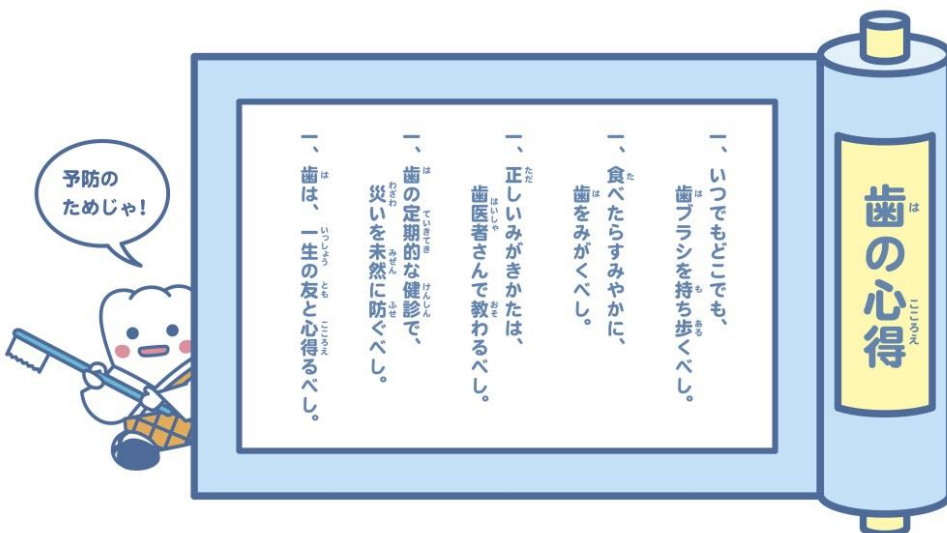 歯の心得
一、いつでもどこでも、
歯ブラシを持ち歩くべし。
一、食べたらすみやかに、
歯をみがくべし。
一、正しいみがきかたは、
歯医者さんで教わるべし。
一、歯の定期的な健診で、
災いを未然に防ぐべし。
一、歯は、一生の友と心得るべし。
予防の
ためじゃ!